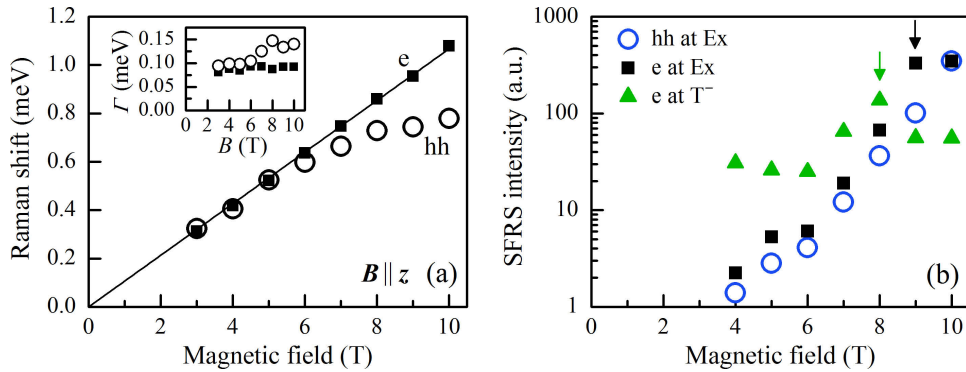 1.2
1.0
0.8
0.6
0.4
0.2
0.0
Raman shift (meV)
0 2 4 6 8 10
Magnetic field (T)
0.15
0.10
0.05
0.00
Γ (meV)
0 2 4 6 8 10
B (T)
e
hh
B || z (a)
1000
100
10
1
SFRS intensity (a.u.)
hh at Ex
e at Ex
e at T⁻
(b)
0 2 4 6 8 10
Magnetic field (T)